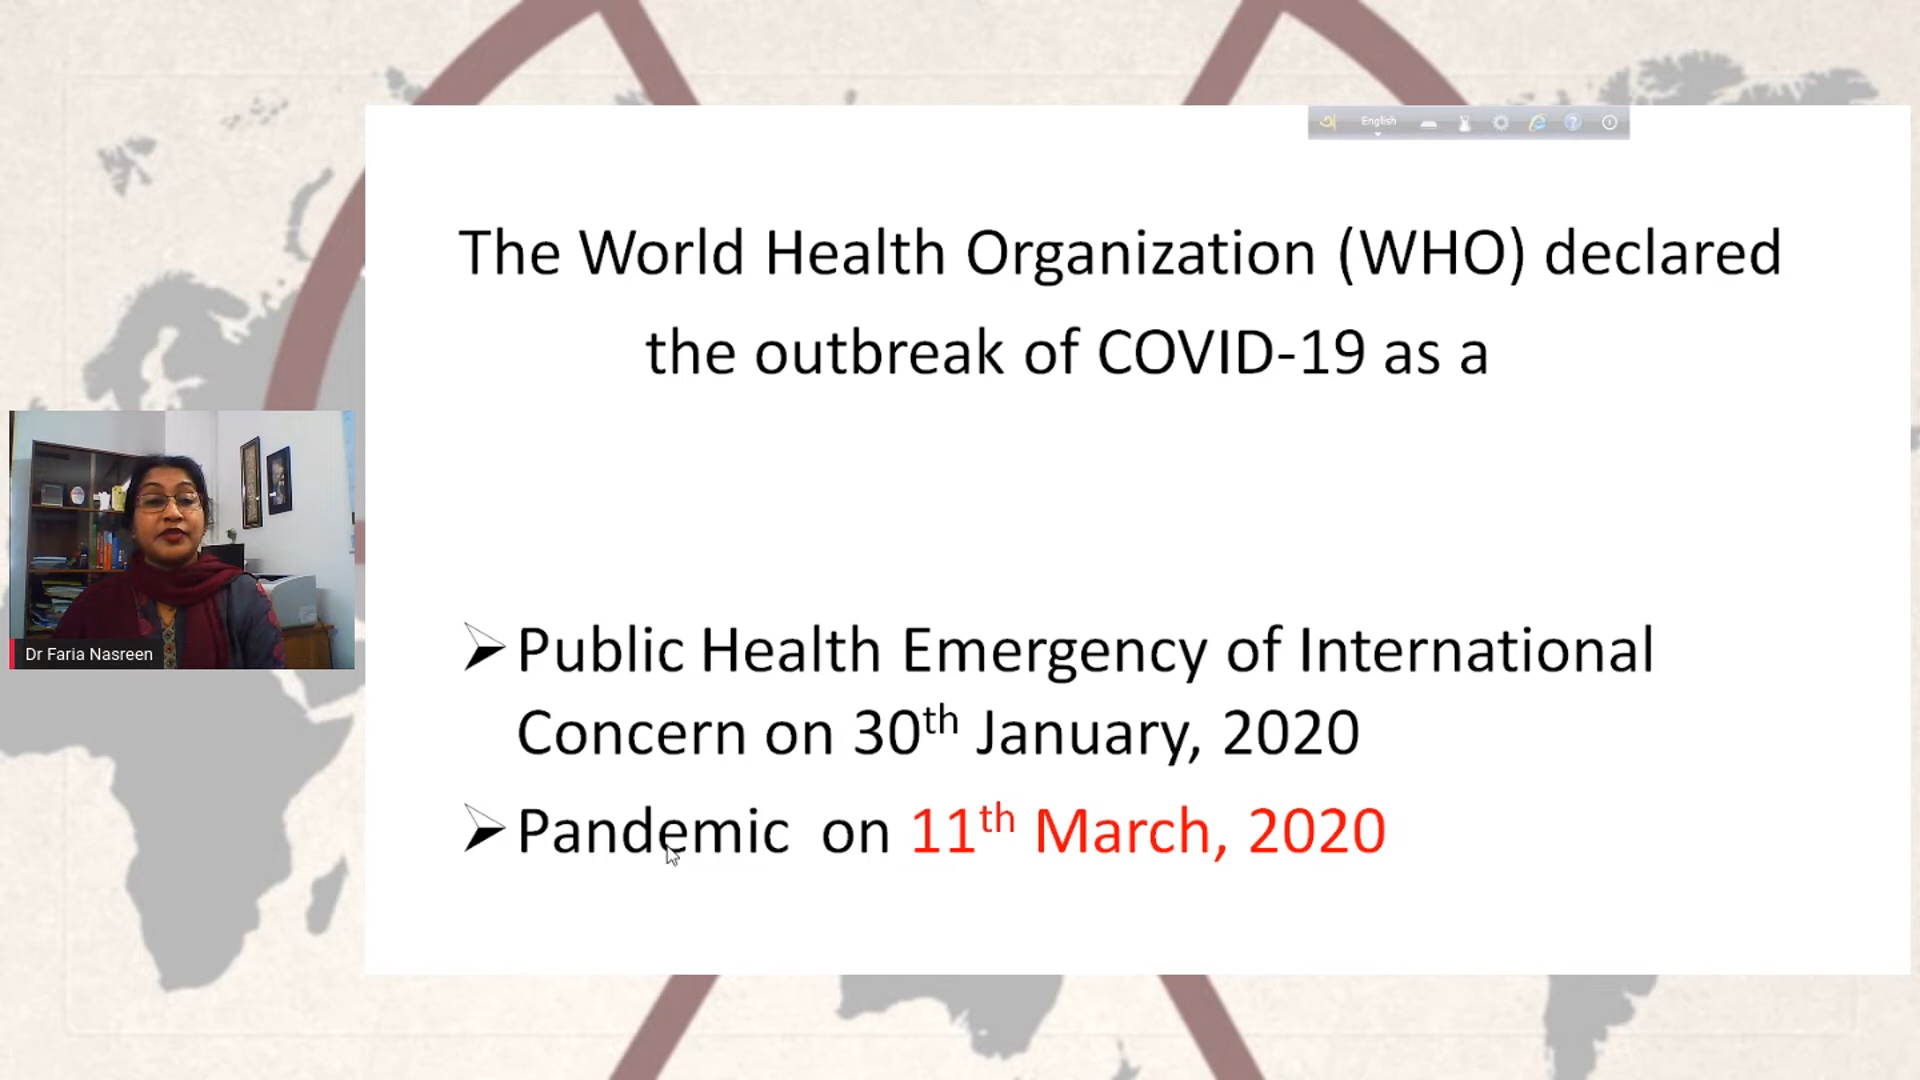 অ English
The World Health Organization (WHO) declared
the outbreak of COVID-19 as a
Dr Faria Nasreen
➢ Public Health Emergency of International
Concern on 30th January, 2020
➢ Pandemic on 11th March, 2020